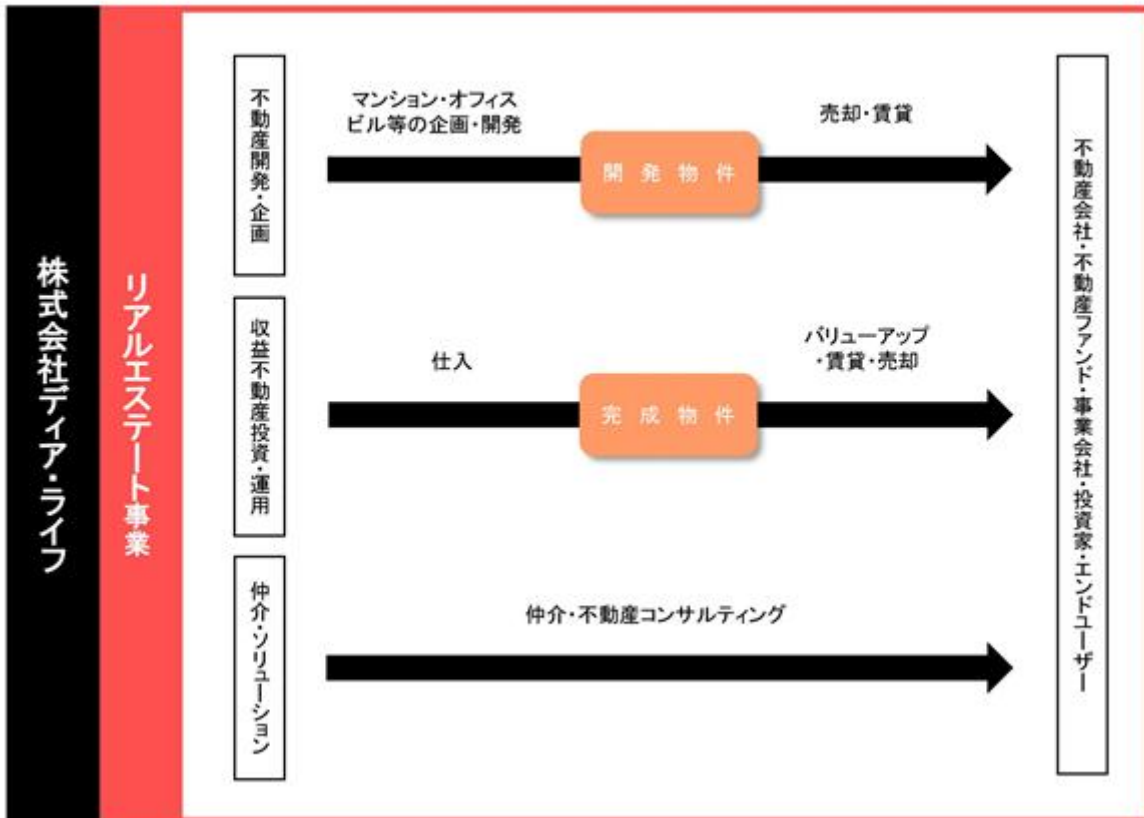 株式会社ディア・ライフ
リアルエステート事業
不動産開発・企画
マンション・オフィス
ビル等の企画・開発
開発物件
売却・賃貸
収益不動産投資・運用
仕入
完成物件
バリューアップ
・賃貸・売却
仲介・ソリューション
仲介・不動産コンサルティング
不動産会社・不動産ファンド・事業会社・投資家・エンドユーザー